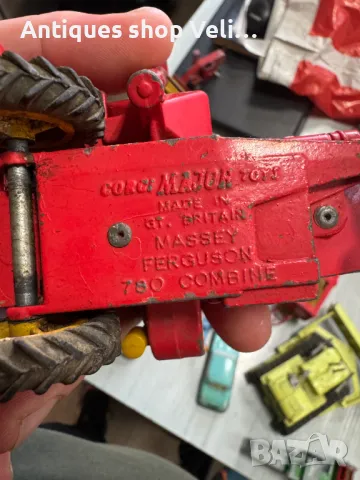 Antiques shop Veli...
CORGI MAJOR TOYS
MADE IN
GT. BRITAIN
MASSEY
FERGUSON
780 COMBINE
bazar